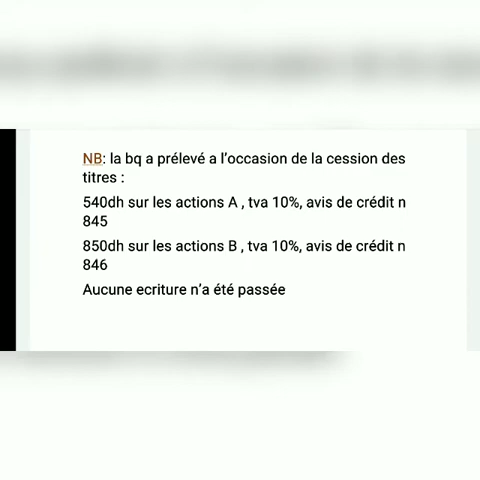 NB: la bq a prélevé a l'occasion de la cession des
titres :
540dh sur les actions A , tva 10%, avis de crédit n
845
850dh sur les actions B , tva 10%, avis de crédit n
846
Aucune ecriture n'a été passée